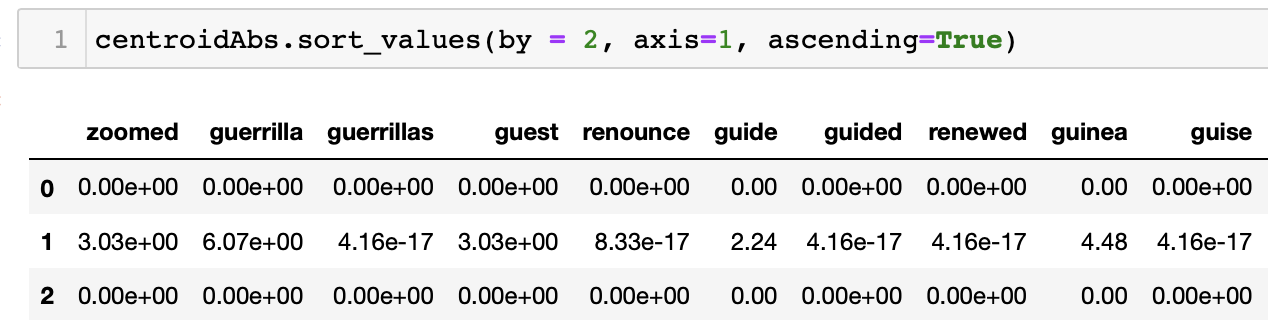 1 centroidAbs.sort_values(by = 2, axis=1, ascending=True)
zoomed guerrilla guerrillas guest renounce guide guided renewed guinea guise
0 0.00e+00 0.00e+00 0.00e+00 0.00e+00 0.00e+00 0.00 0.00e+00 0.00e+00 0.00 0.00e+00
1 3.03e+00 6.07e+00 4.16e-17 3.03e+00 8.33e-17 2.24 4.16e-17 4.16e-17 4.48 4.16e-17
2 0.00e+00 0.00e+00 0.00e+00 0.00e+00 0.00e+00 0.00 0.00e+00 0.00e+00 0.00 0.00e+00